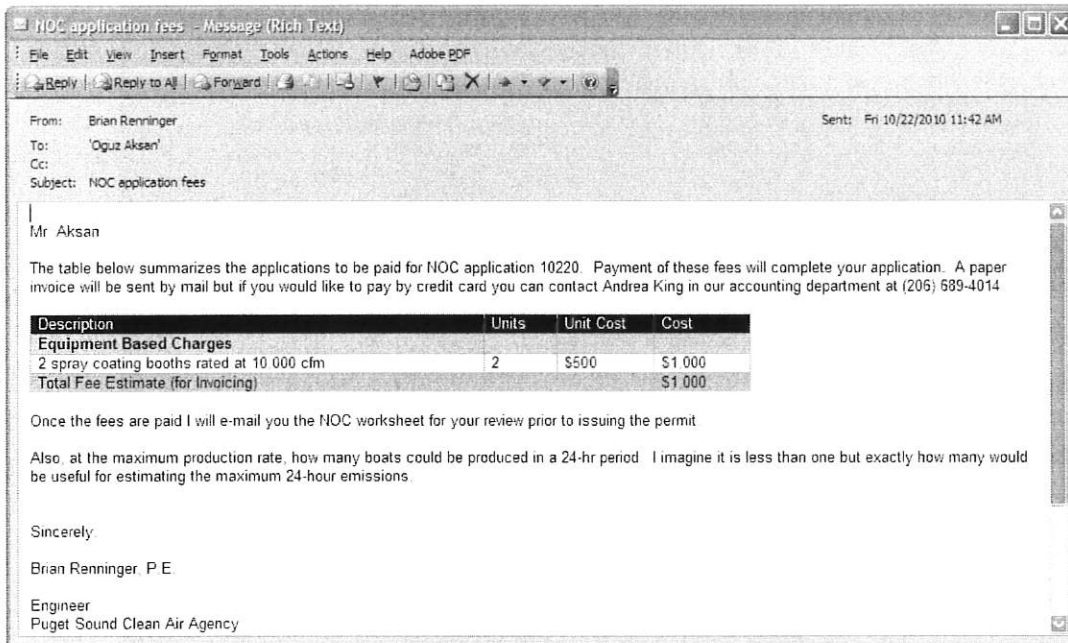 NOC application fees - Message (Rich Text)
File Edit View Insert Format Tools Actions Help Adobe PDF
Reply Reply to All Forward
From: Brian Renninger Sent: Fri 10/22/2010 11:42 AM
To: 'Oguz Aksan'
Cc:
Subject: NOC application fees
Mr. Aksan
The table below summarizes the applications to be paid for NOC application 10220. Payment of these fees will complete your application. A paper
invoice will be sent by mail but if you would like to pay by credit card you can contact Andrea King in our accounting department at (206) 689-4014
Description Units Unit Cost Cost
Equipment Based Charges
2 spray coating booths rated at 10 000 cfm 2 $500 $1 000
Total Fee Estimate (for Invoicing) $1 000
Once the fees are paid I will e-mail you the NOC worksheet for your review prior to issuing the permit
Also, at the maximum production rate, how many boats could be produced in a 24-hr period I imagine it is less than one but exactly how many would
be useful for estimating the maximum 24-hour emissions.
Sincerely,
Brian Renninger, P.E.
Engineer
Puget Sound Clean Air Agency